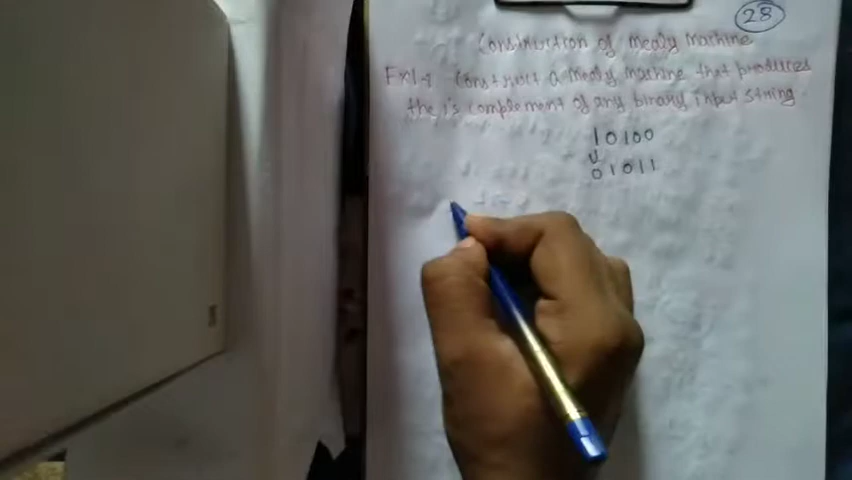 28
Construction of Mealy Machine
Ex1:- Construct a Mealy machine that produces
the 1's complement of any binary input string
10100
↓
01011